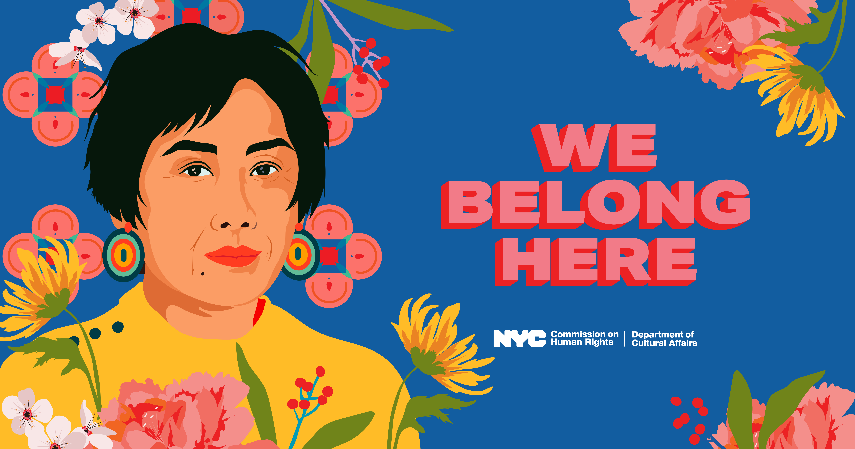 WE
BELONG
HERE
NYC Commission on Human Rights | Department of Cultural Affairs